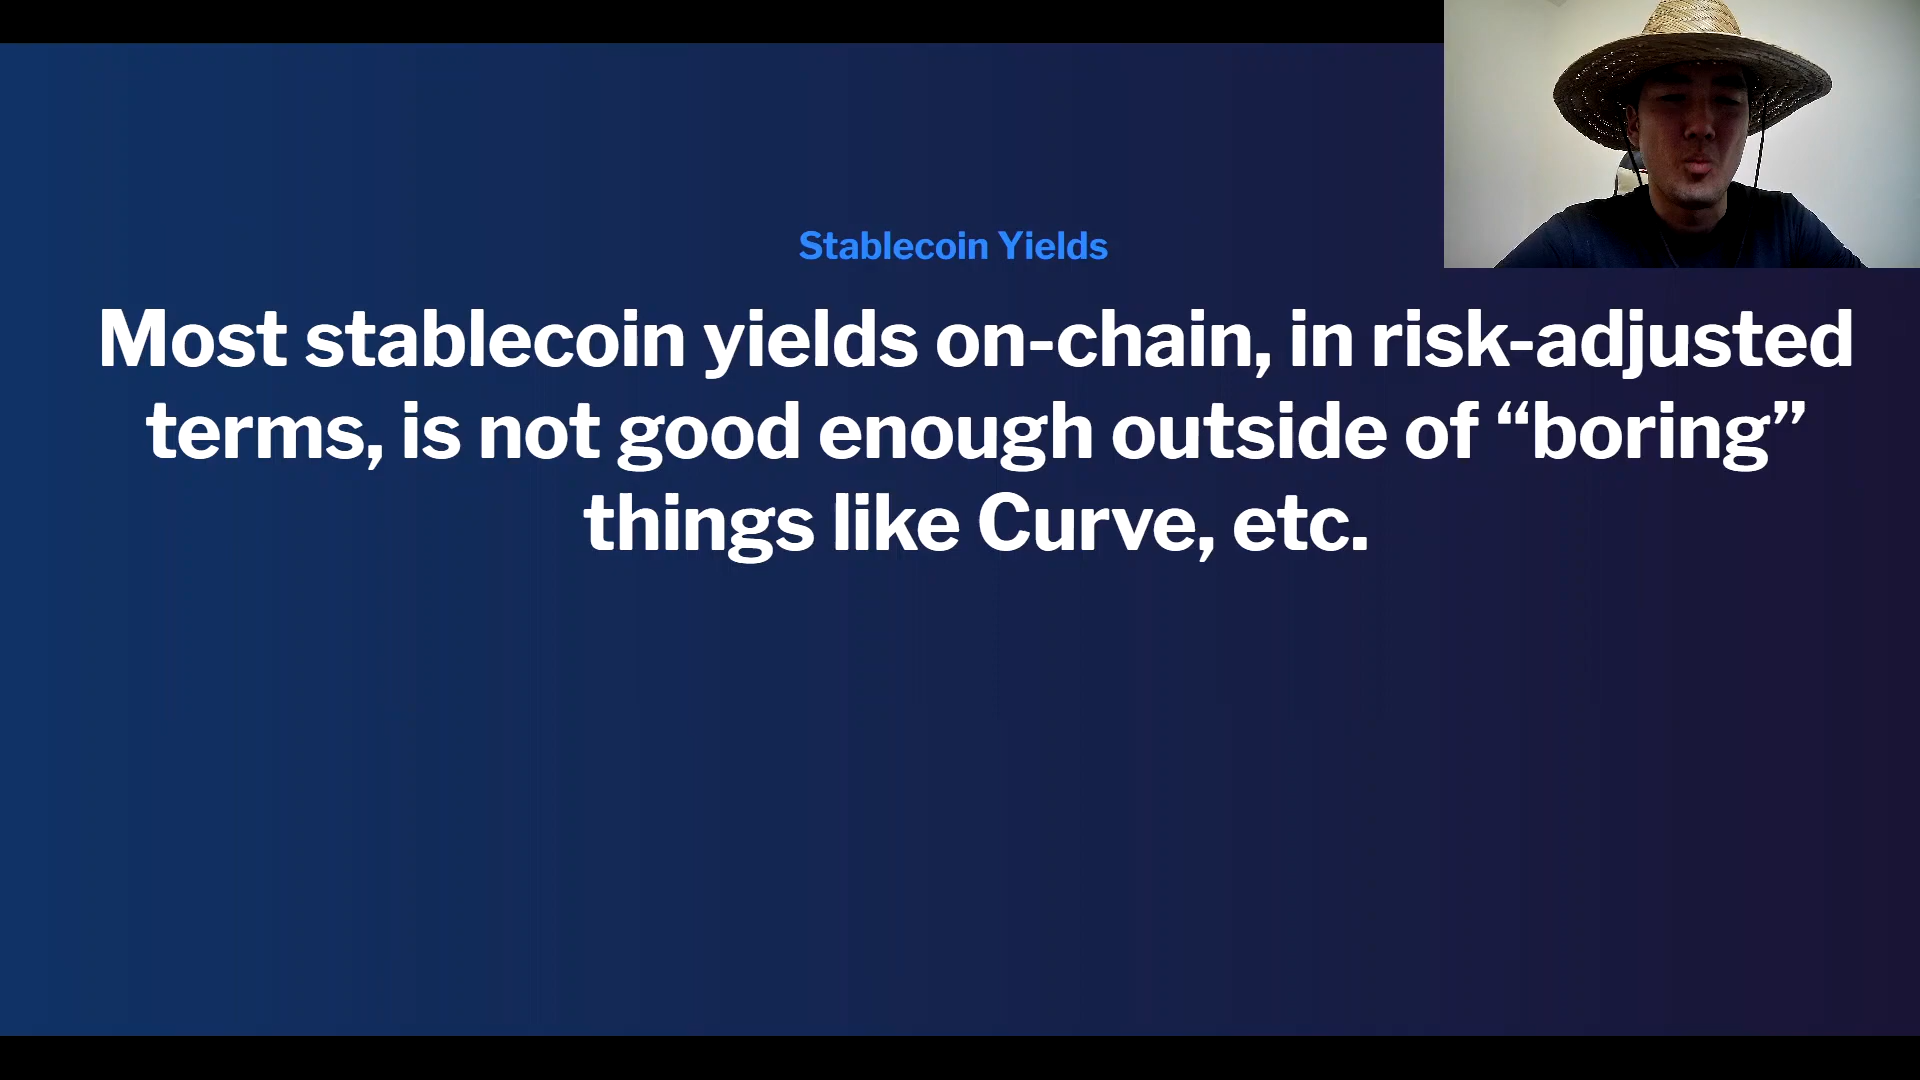 Stablecoin Yields
Most stablecoin yields on-chain, in risk-adjusted
terms, is not good enough outside of “boring”
things like Curve, etc.